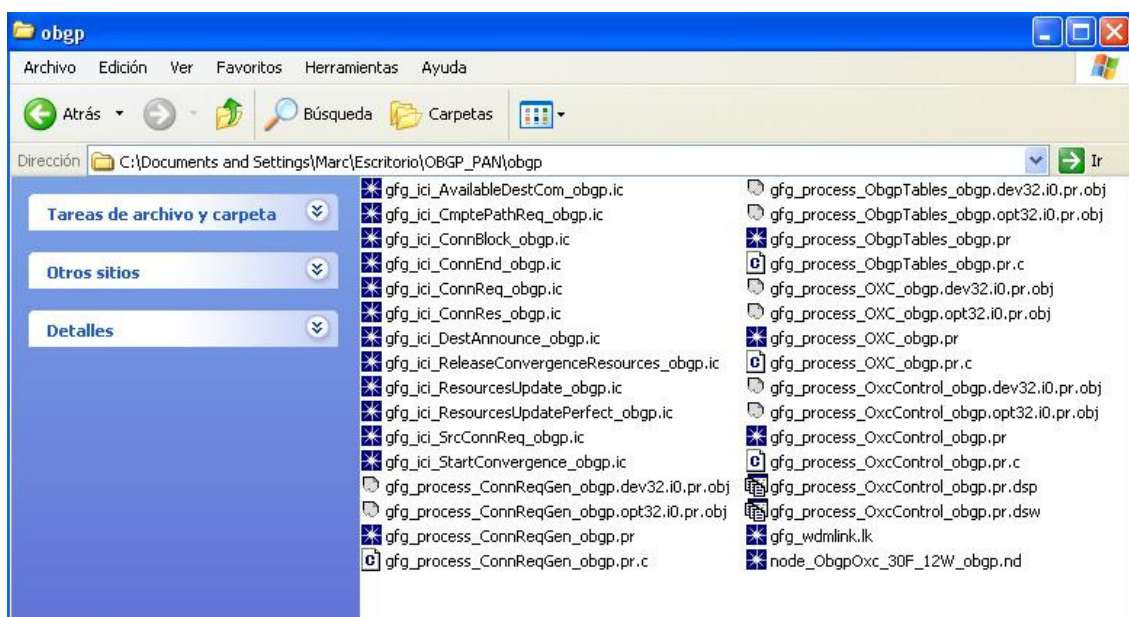 obgp
Archivo Edición Ver Favoritos Herramientas Ayuda
Atrás Búsqueda Carpetas
Dirección C:\Documents and Settings\Marc\Escritorio\OBGP_PAN\obgp Ir
Tareas de archivo y carpeta
Otros sitios
Detalles
gfg_ici_AvailableDestCom_obgp.ic
gfg_ici_CmptePathReq_obgp.ic
gfg_ici_ConnBlock_obgp.ic
gfg_ici_ConnEnd_obgp.ic
gfg_ici_ConnReq_obgp.ic
gfg_ici_ConnRes_obgp.ic
gfg_ici_DestAnnounce_obgp.ic
gfg_ici_ReleaseConvergenceResources_obgp.ic
gfg_ici_ResourcesUpdate_obgp.ic
gfg_ici_ResourcesUpdatePerfect_obgp.ic
gfg_ici_SrcConnReq_obgp.ic
gfg_ici_StartConvergence_obgp.ic
gfg_process_ConnReqGen_obgp.dev32.i0.pr.obj
gfg_process_ConnReqGen_obgp.opt32.i0.pr.obj
gfg_process_ConnReqGen_obgp.pr
gfg_process_ConnReqGen_obgp.pr.c
gfg_process_ObgpTables_obgp.dev32.i0.pr.obj
gfg_process_ObgpTables_obgp.opt32.i0.pr.obj
gfg_process_ObgpTables_obgp.pr
gfg_process_ObgpTables_obgp.pr.c
gfg_process_OXC_obgp.dev32.i0.pr.obj
gfg_process_OXC_obgp.opt32.i0.pr.obj
gfg_process_OXC_obgp.pr
gfg_process_OXC_obgp.pr.c
gfg_process_OxcControl_obgp.dev32.i0.pr.obj
gfg_process_OxcControl_obgp.opt32.i0.pr.obj
gfg_process_OxcControl_obgp.pr
gfg_process_OxcControl_obgp.pr.c
gfg_process_OxcControl_obgp.pr.dsp
gfg_process_OxcControl_obgp.pr.dsw
gfg_wdmlink.lk
node_ObgpOxc_30F_12W_obgp.nd